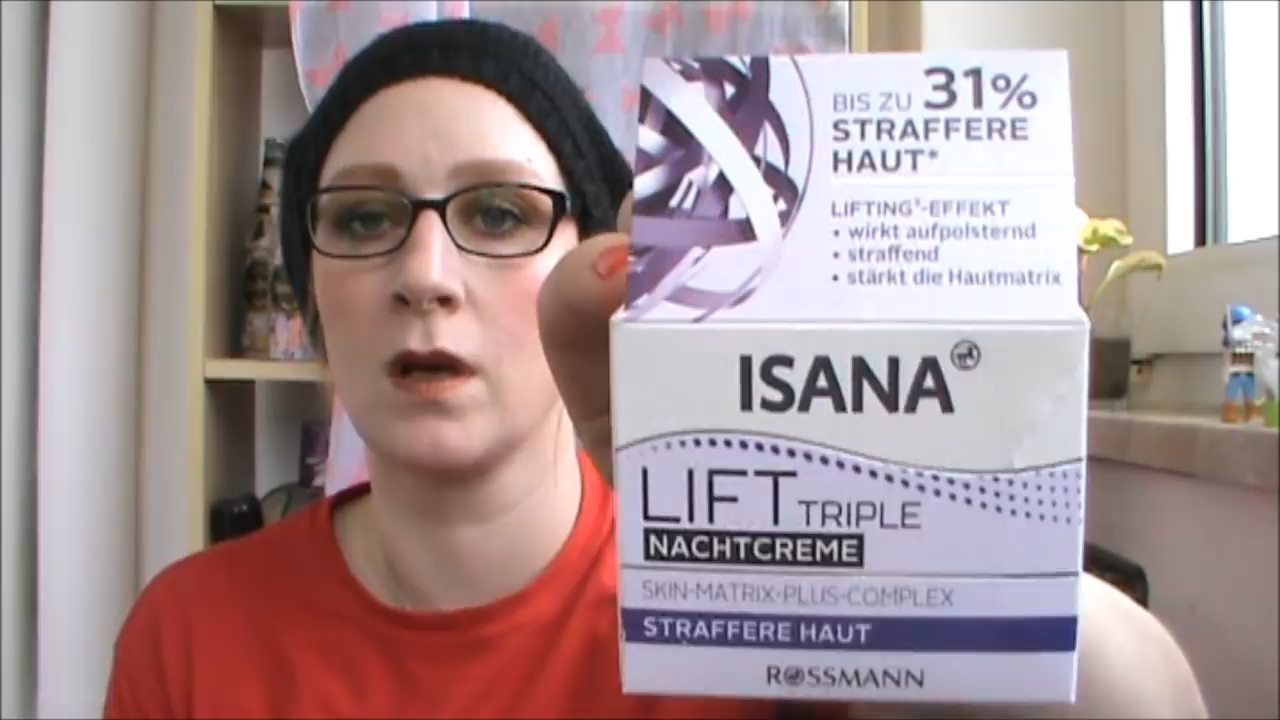 BIS ZU 31%
STRAFFERE
HAUT*
LIFTING²-EFFEKT
• wirkt aufpolsternd
• straffend
• stärkt die Hautmatrix
ISANA
LIFT TRIPLE
NACHTCREME
SKIN-MATRIX-PLUS-COMPLEX
STRAFFERE HAUT
ROSSMANN